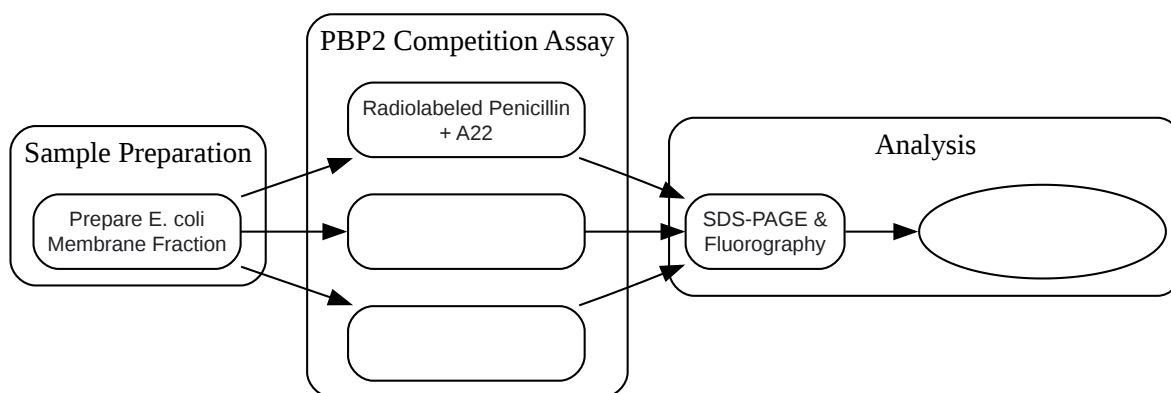 PBP2 Competition Assay
Radiolabeled Penicillin
+ A22
Sample Preparation
Prepare E. coli
Membrane Fraction
Analysis
SDS-PAGE &
Fluorography